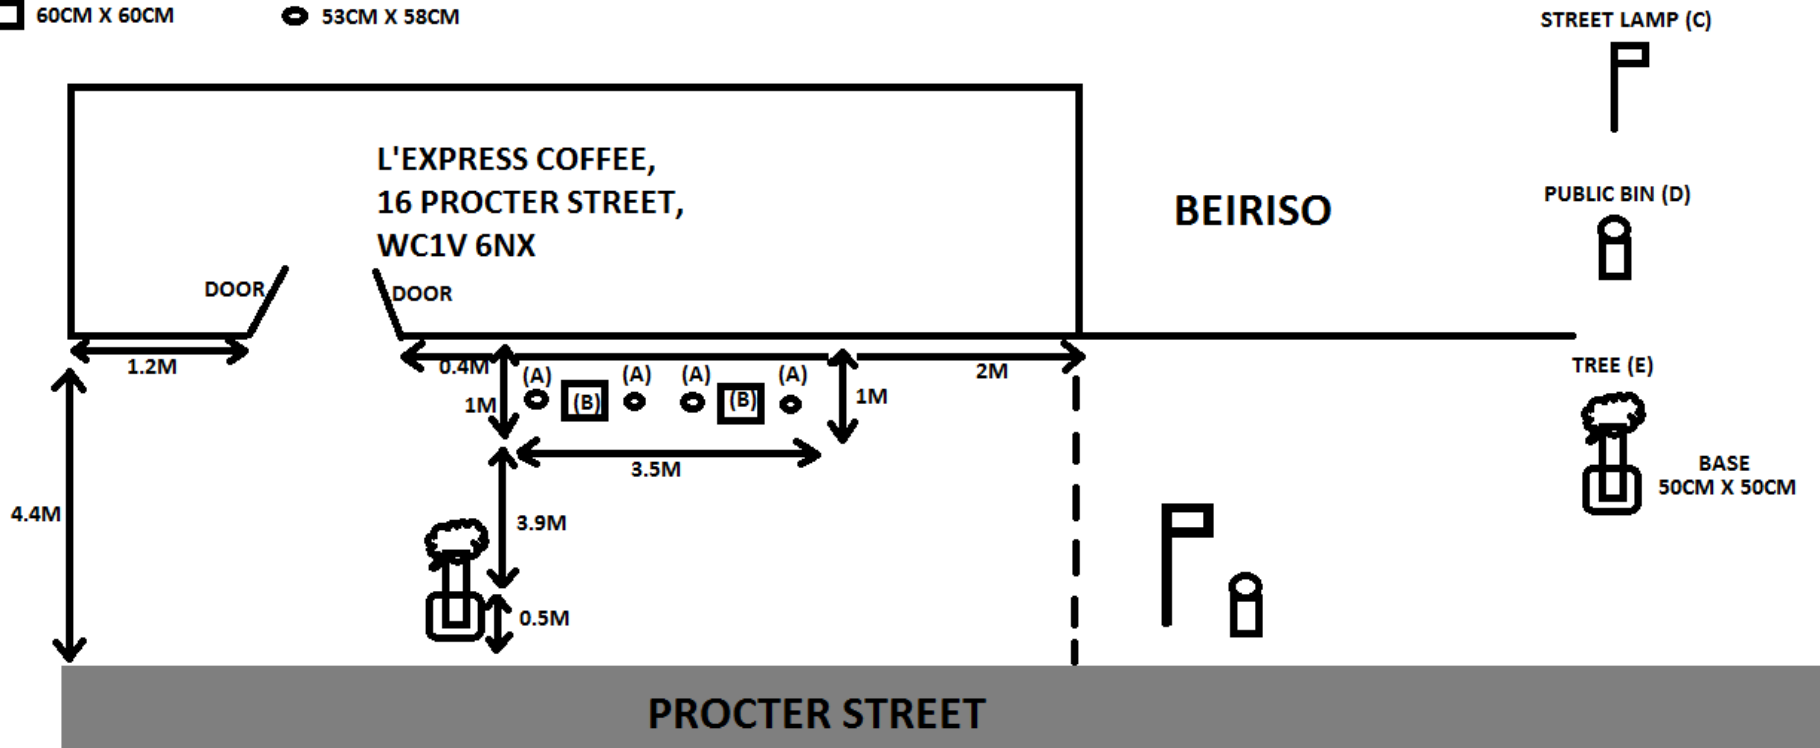 60CM X 60CM
53CM X 58CM
STREET LAMP (C)
L'EXPRESS COFFEE,
16 PROCTER STREET,
WC1V 6NX
BEIRISO
PUBLIC BIN (D)
DOOR
DOOR
1.2M
0.4M
2M
TREE (E)
(A)
(A)
(A)
(A)
(B)
(B)
1M
1M
3.5M
BASE
50CM X 50CM
4.4M
3.9M
0.5M
PROCTER STREET